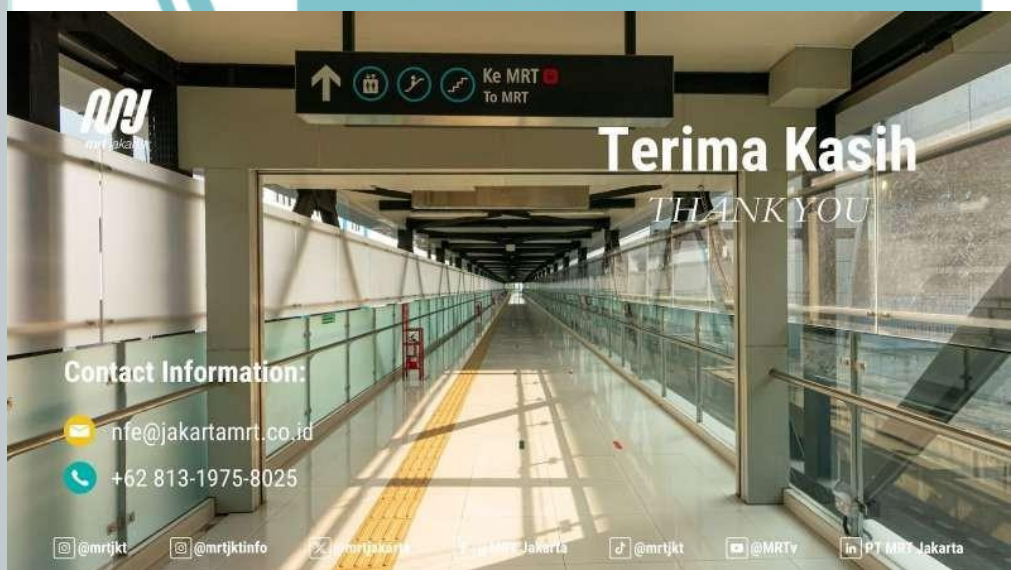 Ke MRT M
To MRT
mrt jakarta
Terima Kasih
THANK YOU
Contact Information:
nfe@jakartamrt.co.id
+62 813-1975-8025
@mrtjkt
@mrtjktinfo
@mrtjakarta
MRT Jakarta
@mrtjkt
@MRTv
PT MRT Jakarta